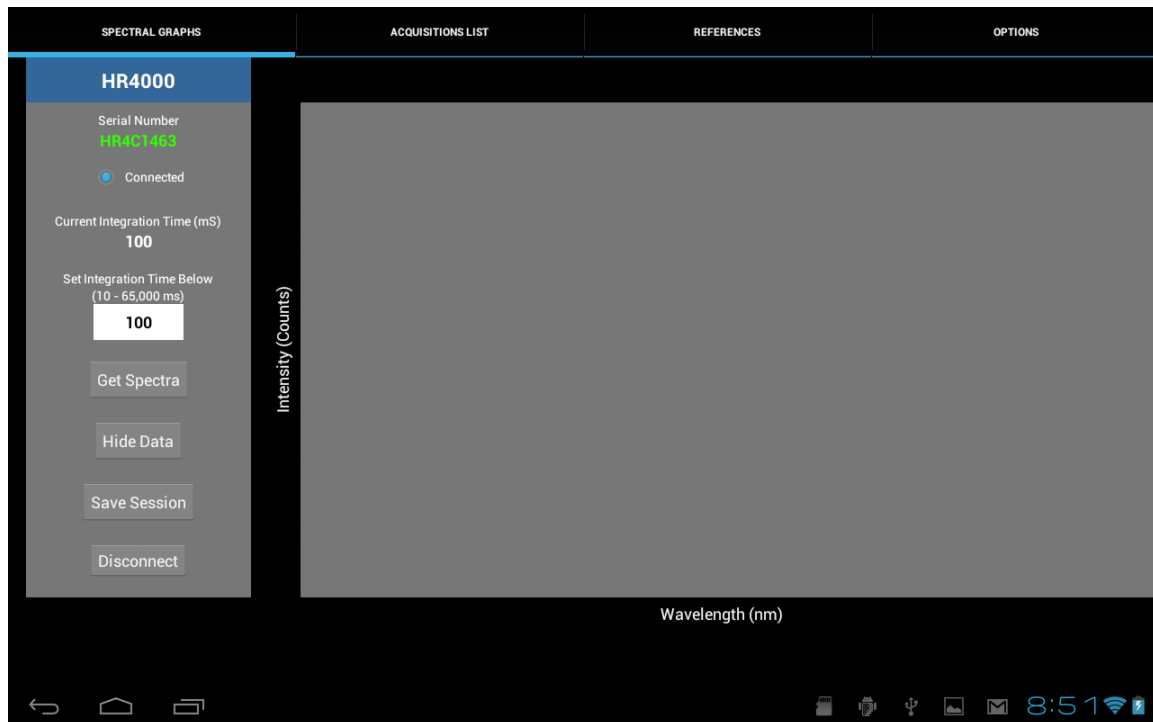 SPECTRAL GRAPHS
ACQUISITIONS LIST
REFERENCES
OPTIONS
HR4000
Serial Number
HR4C1463
Connected
Current Integration Time (mS)
100
Set Integration Time Below
(10 - 65,000 ms)
100
Get Spectra
Hide Data
Save Session
Disconnect
Intensity (Counts)
Wavelength (nm)
8:51